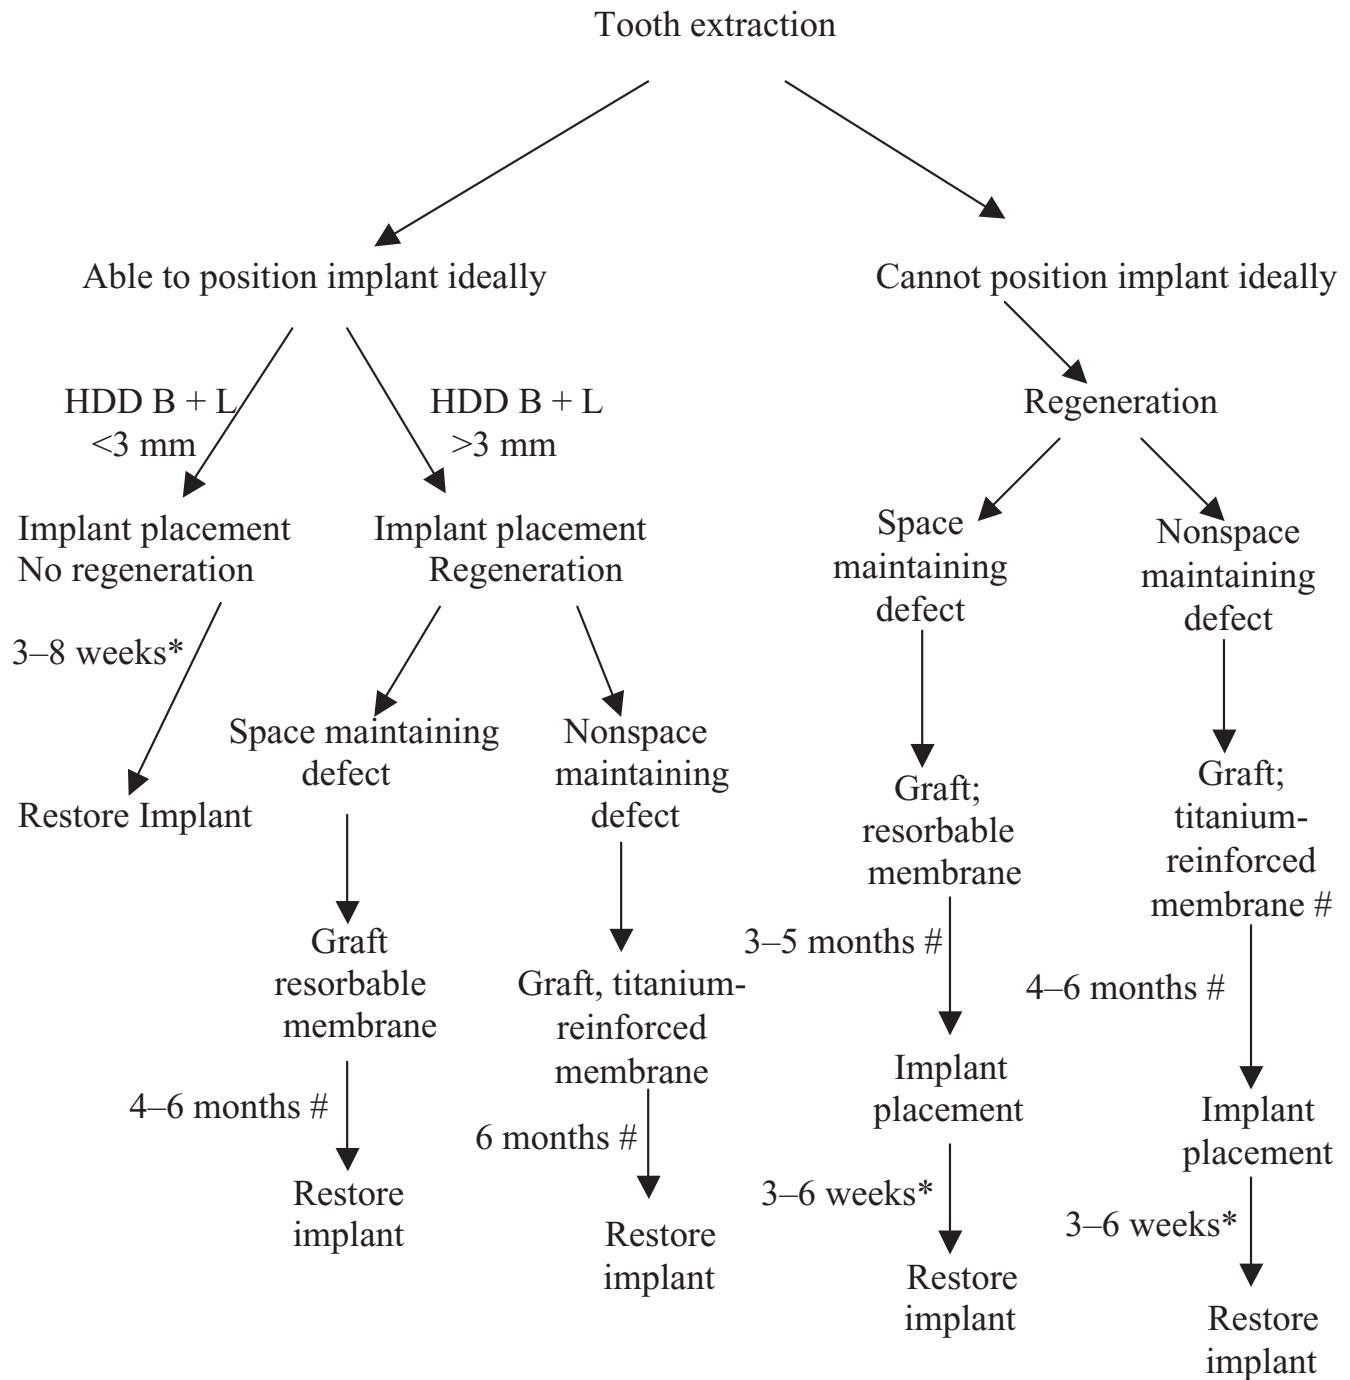 Tooth extraction
Able to position implant ideally
Cannot position implant ideally
HDD B + L
<3 mm
HDD B + L
>3 mm
Regeneration
Implant placement
No regeneration
Implant placement
Regeneration
Space
maintaining
defect
Nonspace
maintaining
defect
3–8 weeks*
Restore Implant
Space maintaining
defect
Nonspace
maintaining
defect
Graft;
resorbable
membrane
Graft;
titanium-
reinforced
membrane #
Graft
resorbable
membrane
Graft, titanium-
reinforced
membrane
3–5 months #
4–6 months #
Implant
placement
Implant
placement
4–6 months #
6 months #
3–6 weeks*
3–6 weeks*
Restore
implant
Restore
implant
Restore
implant
Restore
implant